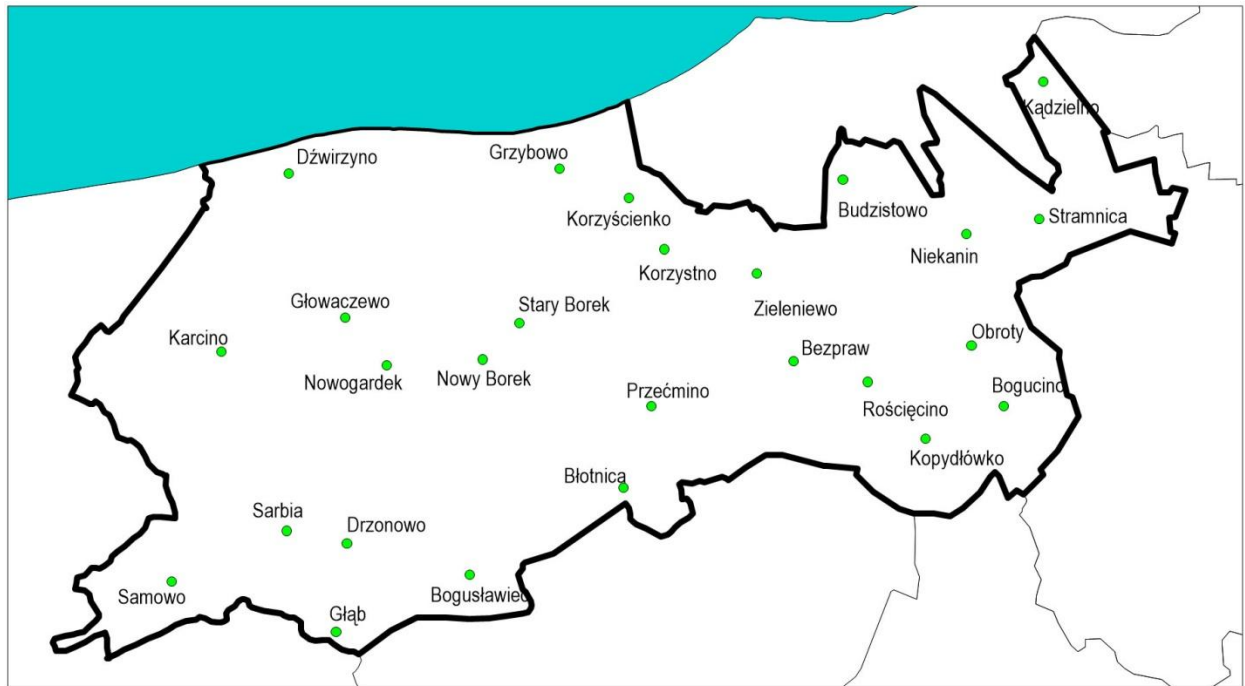 Kądzielno
Dźwirzyno
Grzybowo
Korzyścienko
Budzistowo
Stramnica
Niekanin
Korzystno
Zieleniewo
Głowaczewo
Stary Borek
Karcino
Nowogardek
Nowy Borek
Bezpraw
Obroty
Przećmino
Rościęcino
Bogucino
Kopydłówko
Błotnica
Sarbia
Drzonowo
Samowo
Bogusławiec
Głąb